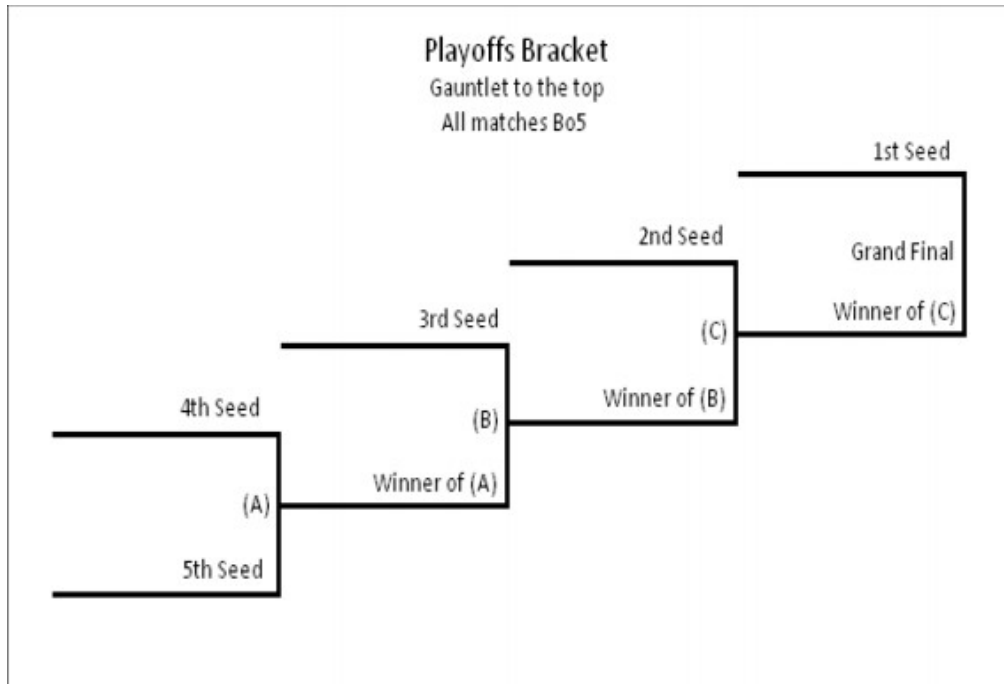 Playoffs Bracket
Gauntlet to the top
All matches Bo5
1st Seed
2nd Seed
Grand Final
Winner of (C)
3rd Seed
(C)
Winner of (B)
4th Seed
(B)
Winner of (A)
(A)
5th Seed